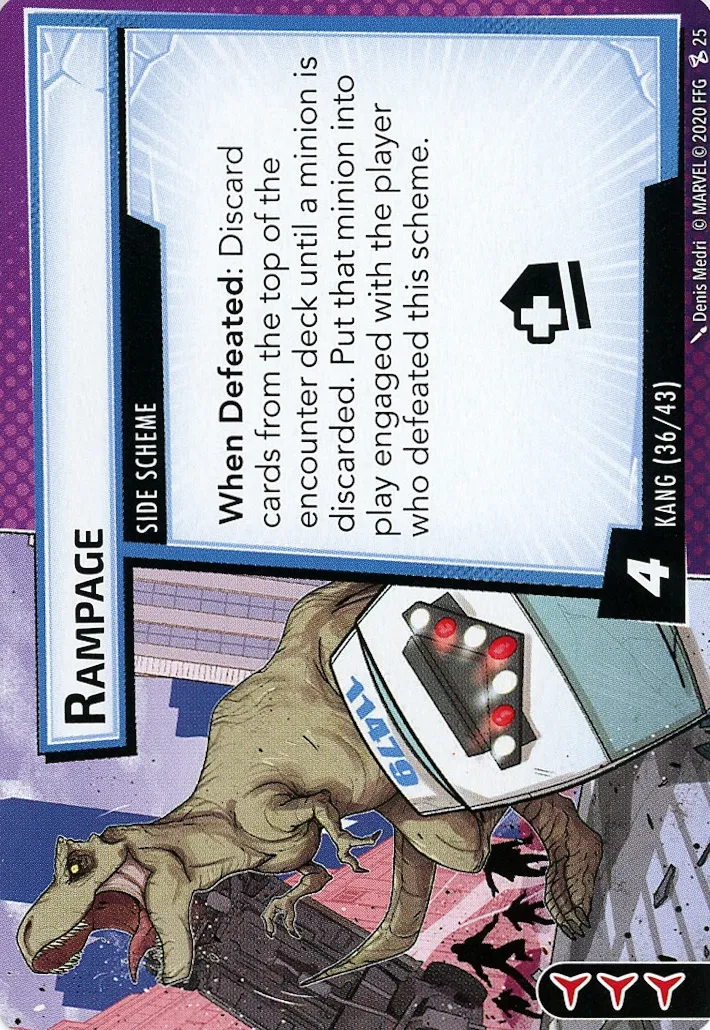 RAMPAGE
SIDE SCHEME
When Defeated: Discard
cards from the top of the
encounter deck until a minion is
discarded. Put that minion into
play engaged with the player
who defeated this scheme.
4
KANG (36/43)
11479
Denis Medri © MARVEL © 2020 FFG 25